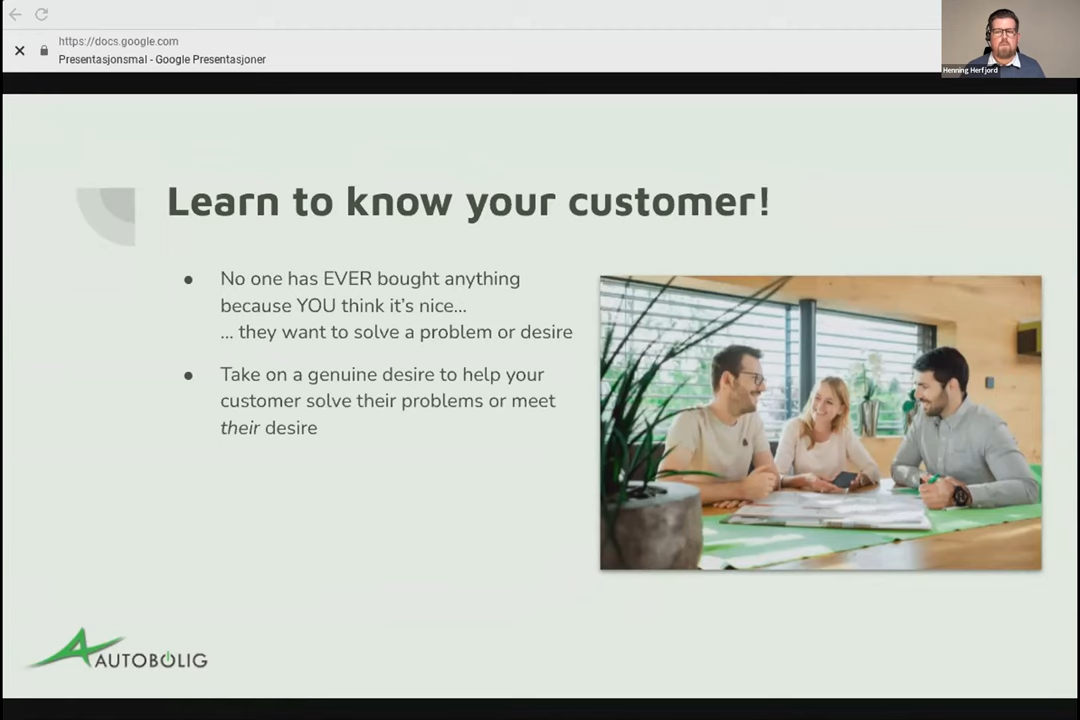 https://docs.google.com
Presentasjonsmal - Google Presentasjoner
Henning Herfjord
Learn to know your customer!
● No one has EVER bought anything
because YOU think it's nice...
... they want to solve a problem or desire
● Take on a genuine desire to help your
customer solve their problems or meet
their desire
AUTOBOLIG